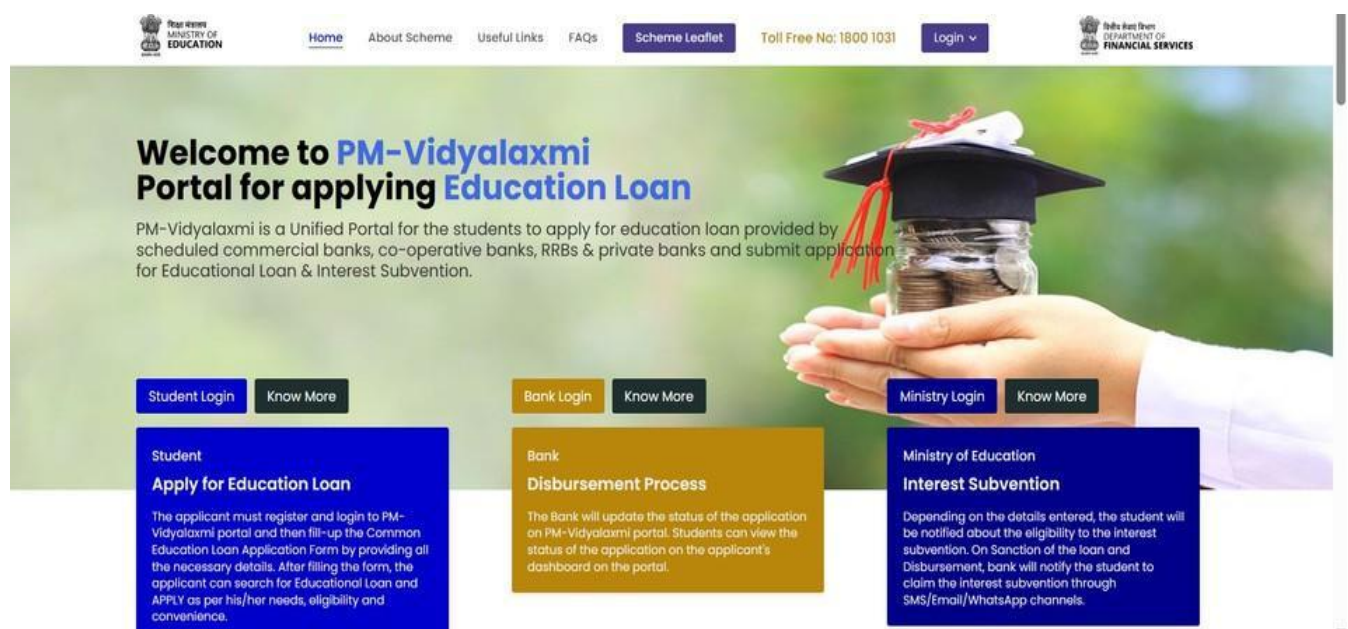 शिक्षा मंत्रालय
MINISTRY OF
EDUCATION
Home
About Scheme
Useful Links
FAQs
Scheme Leaflet
Toll Free No: 1800 1031
Login
वित्तीय सेवाएं विभाग
DEPARTMENT OF
FINANCIAL SERVICES
Welcome to PM-Vidyalaxmi
Portal for applying Education Loan
PM-Vidyalaxmi is a Unified Portal for the students to apply for education loan provided by
scheduled commercial banks, co-operative banks, RRBs & private banks and submit application
for Educational Loan & Interest Subvention.
Student Login
Know More
Student
Apply for Education Loan
The applicant must register and login to PM-
Vidyalaxmi portal and then fill-up the Common
Education Loan Application Form by providing all
the necessary details. After filling the form, the
applicant can search for Educational Loan and
APPLY as per his/her needs, eligibility and
convenience.
Bank Login
Know More
Bank
Disbursement Process
The Bank will update the status of the application
on PM-Vidyalaxmi portal. Students can view the
status of the application on the applicant's
dashboard on the portal.
Ministry Login
Know More
Ministry of Education
Interest Subvention
Depending on the details entered, the student will
be notified about the eligibility to the interest
subvention. On Sanction of the loan and
Disbursement, bank will notify the student to
claim the interest subvention through
SMS/Email/WhatsApp channels.